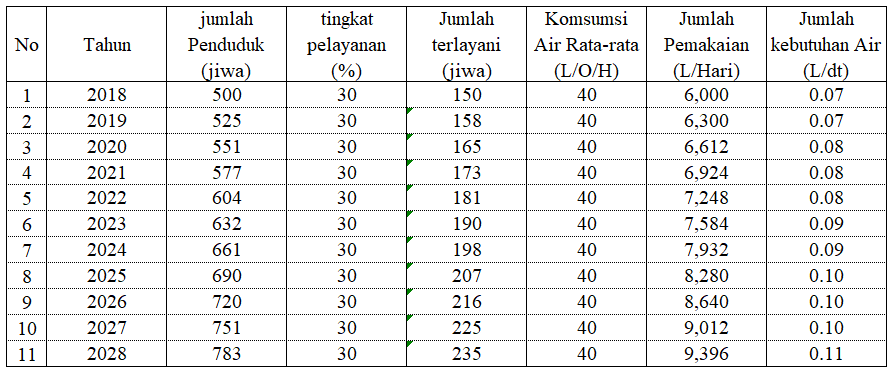 No Tahun jumlah Penduduk (jiwa) tingkat pelayanan (%) Jumlah terlayani (jiwa) Komsumsi Air Rata-rata (L/O/H) Jumlah Pemakaian (L/Hari) Jumlah kebutuhan Air (L/dt)
1 2018 500 30 150 40 6,000 0.07
2 2019 525 30 158 40 6,300 0.07
3 2020 551 30 165 40 6,612 0.08
4 2021 577 30 173 40 6,924 0.08
5 2022 604 30 181 40 7,248 0.08
6 2023 632 30 190 40 7,584 0.09
7 2024 661 30 198 40 7,932 0.09
8 2025 690 30 207 40 8,280 0.10
9 2026 720 30 216 40 8,640 0.10
10 2027 751 30 225 40 9,012 0.10
11 2028 783 30 235 40 9,396 0.11